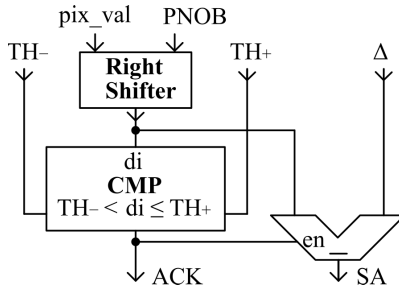 pix_val PNOB
TH− TH+ Δ
Right
Shifter
di
CMP
TH− < di ≤ TH+
en
−
ACK SA